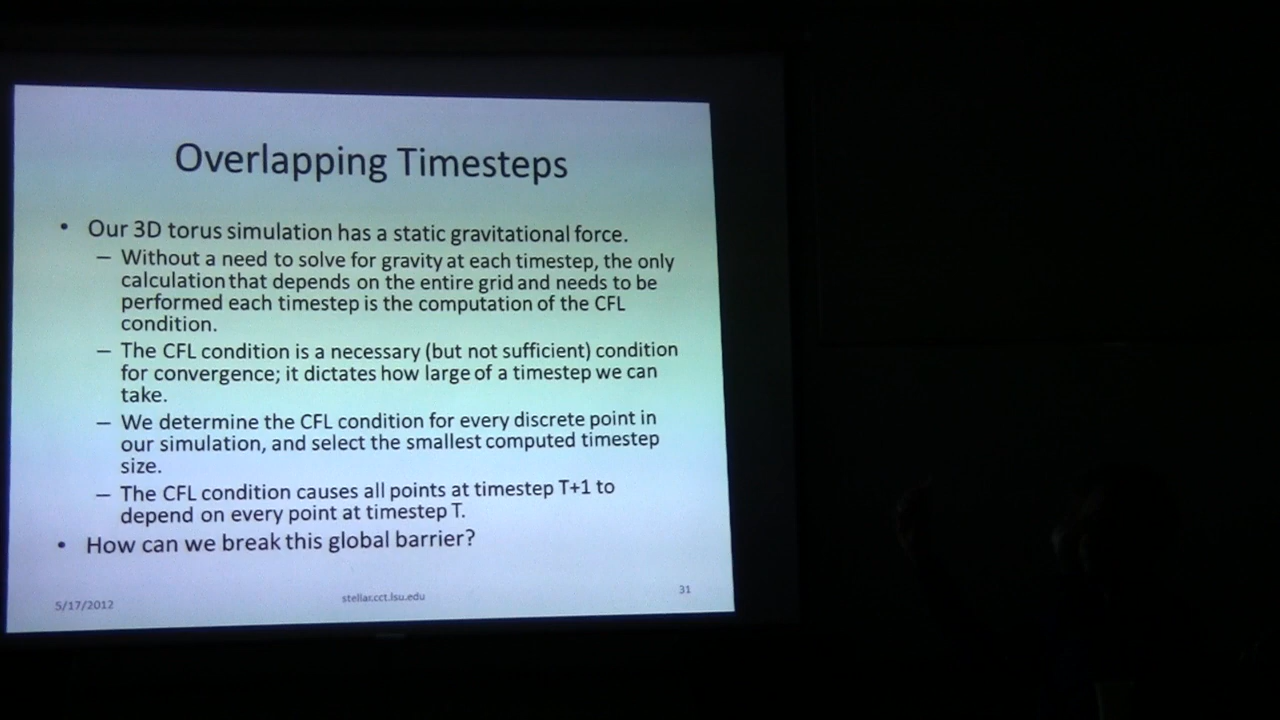 Overlapping Timesteps
• Our 3D torus simulation has a static gravitational force.
– Without a need to solve for gravity at each timestep, the only
calculation that depends on the entire grid and needs to be
performed each timestep is the computation of the CFL
condition.
– The CFL condition is a necessary (but not sufficient) condition
for convergence; it dictates how large of a timestep we can
take.
– We determine the CFL condition for every discrete point in
our simulation, and select the smallest computed timestep
size.
– The CFL condition causes all points at timestep T+1 to
depend on every point at timestep T.
• How can we break this global barrier?
5/17/2012
stellar.cct.lsu.edu
31